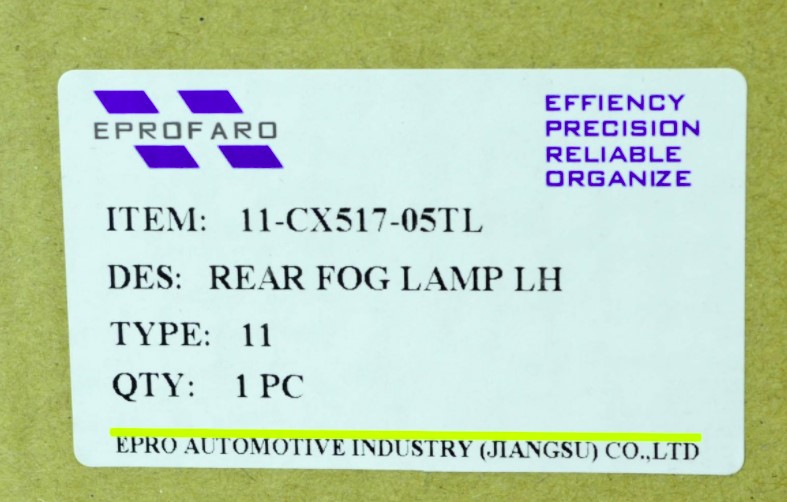 EPROFARO
EFFIENCY
PRECISION
RELIABLE
ORGANIZE
ITEM: 11-CX517-05TL
DES: REAR FOG LAMP LH
TYPE: 11
QTY: 1 PC
EPRO AUTOMOTIVE INDUSTRY (JIANGSU) CO.,LTD